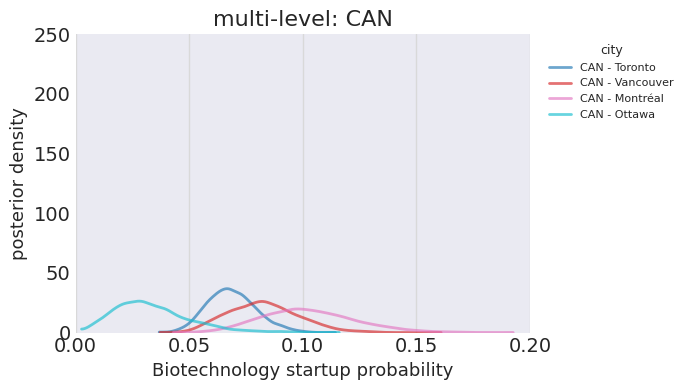 multi-level: CAN
250
200
150
100
50
0
posterior density
0.00 0.05 0.10 0.15 0.20
Biotechnology startup probability
city
CAN - Toronto
CAN - Vancouver
CAN - Montréal
CAN - Ottawa